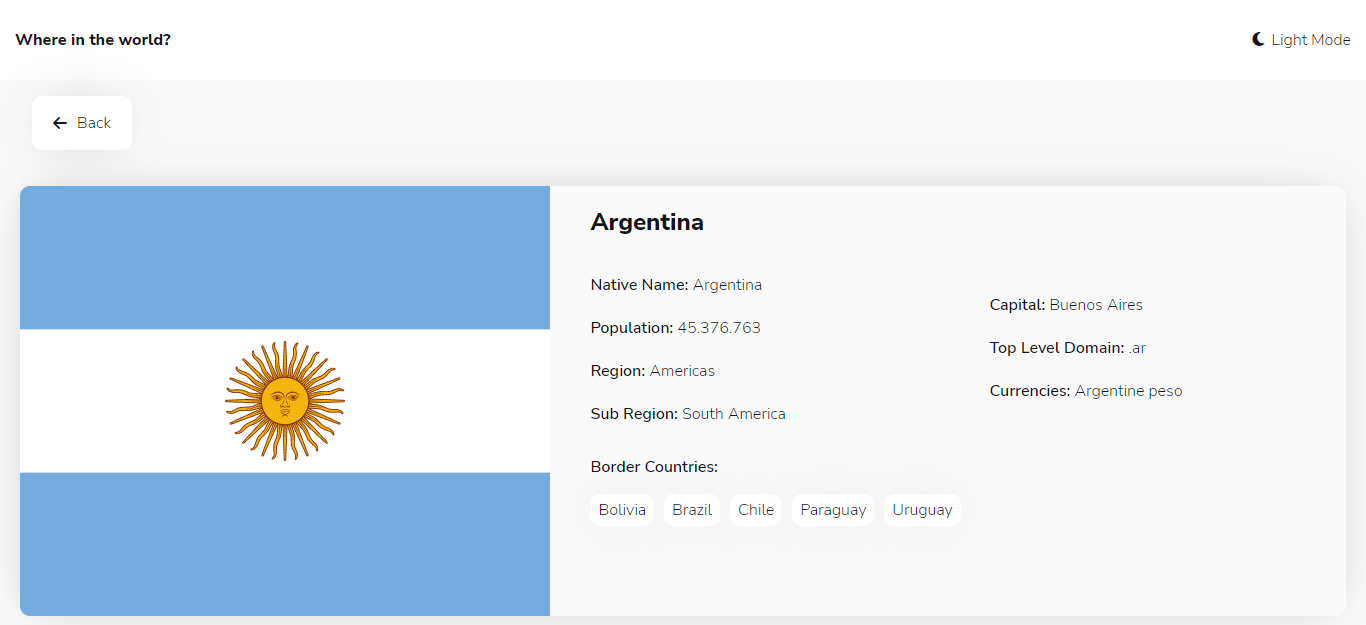 Where in the world?
Light Mode
Back
Argentina
Native Name: Argentina
Population: 45.376.763
Region: Americas
Sub Region: South America
Capital: Buenos Aires
Top Level Domain: .ar
Currencies: Argentine peso
Border Countries:
Bolivia Brazil Chile Paraguay Uruguay